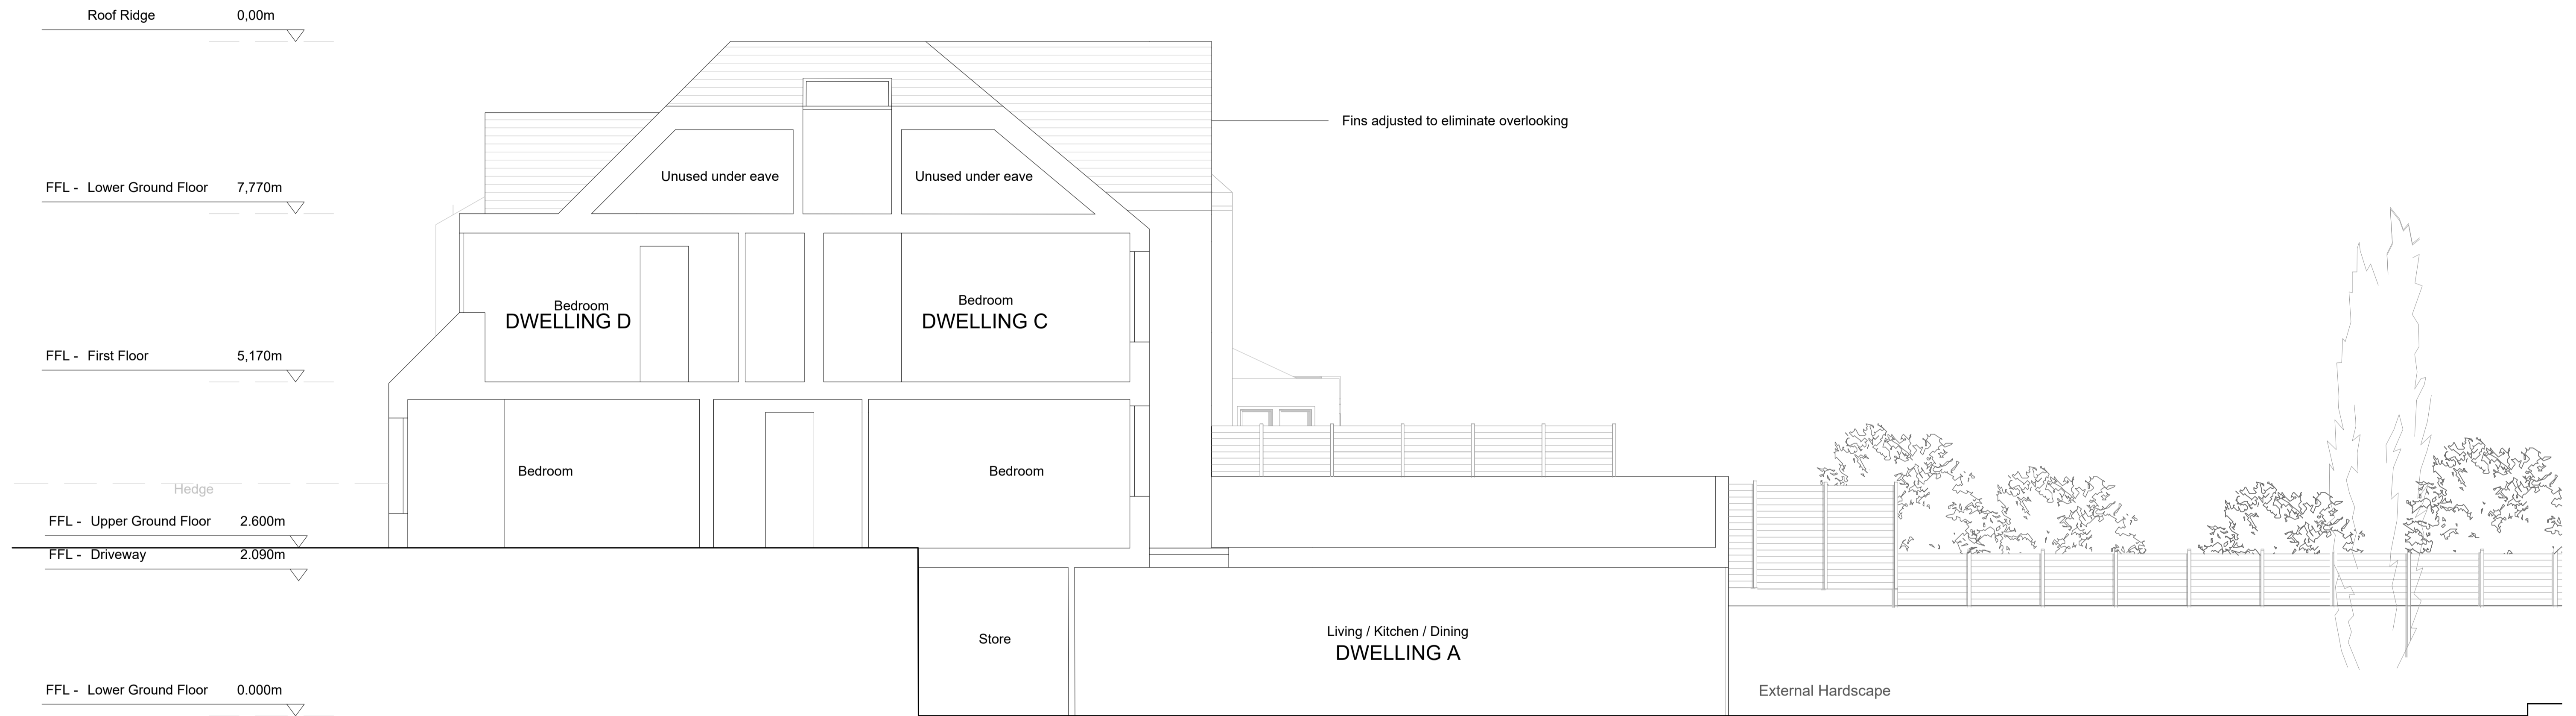 Roof Ridge 0,00m
Fins adjusted to eliminate overlooking
FFL - Lower Ground Floor 7,770m
Unused under eave
Unused under eave
Bedroom
DWELLING D
Bedroom
DWELLING C
FFL - First Floor 5,170m
Bedroom
Bedroom
Hedge
FFL - Upper Ground Floor 2.600m
FFL - Driveway 2.090m
Store
Living / Kitchen / Dining
DWELLING A
FFL - Lower Ground Floor 0.000m
External Hardscape